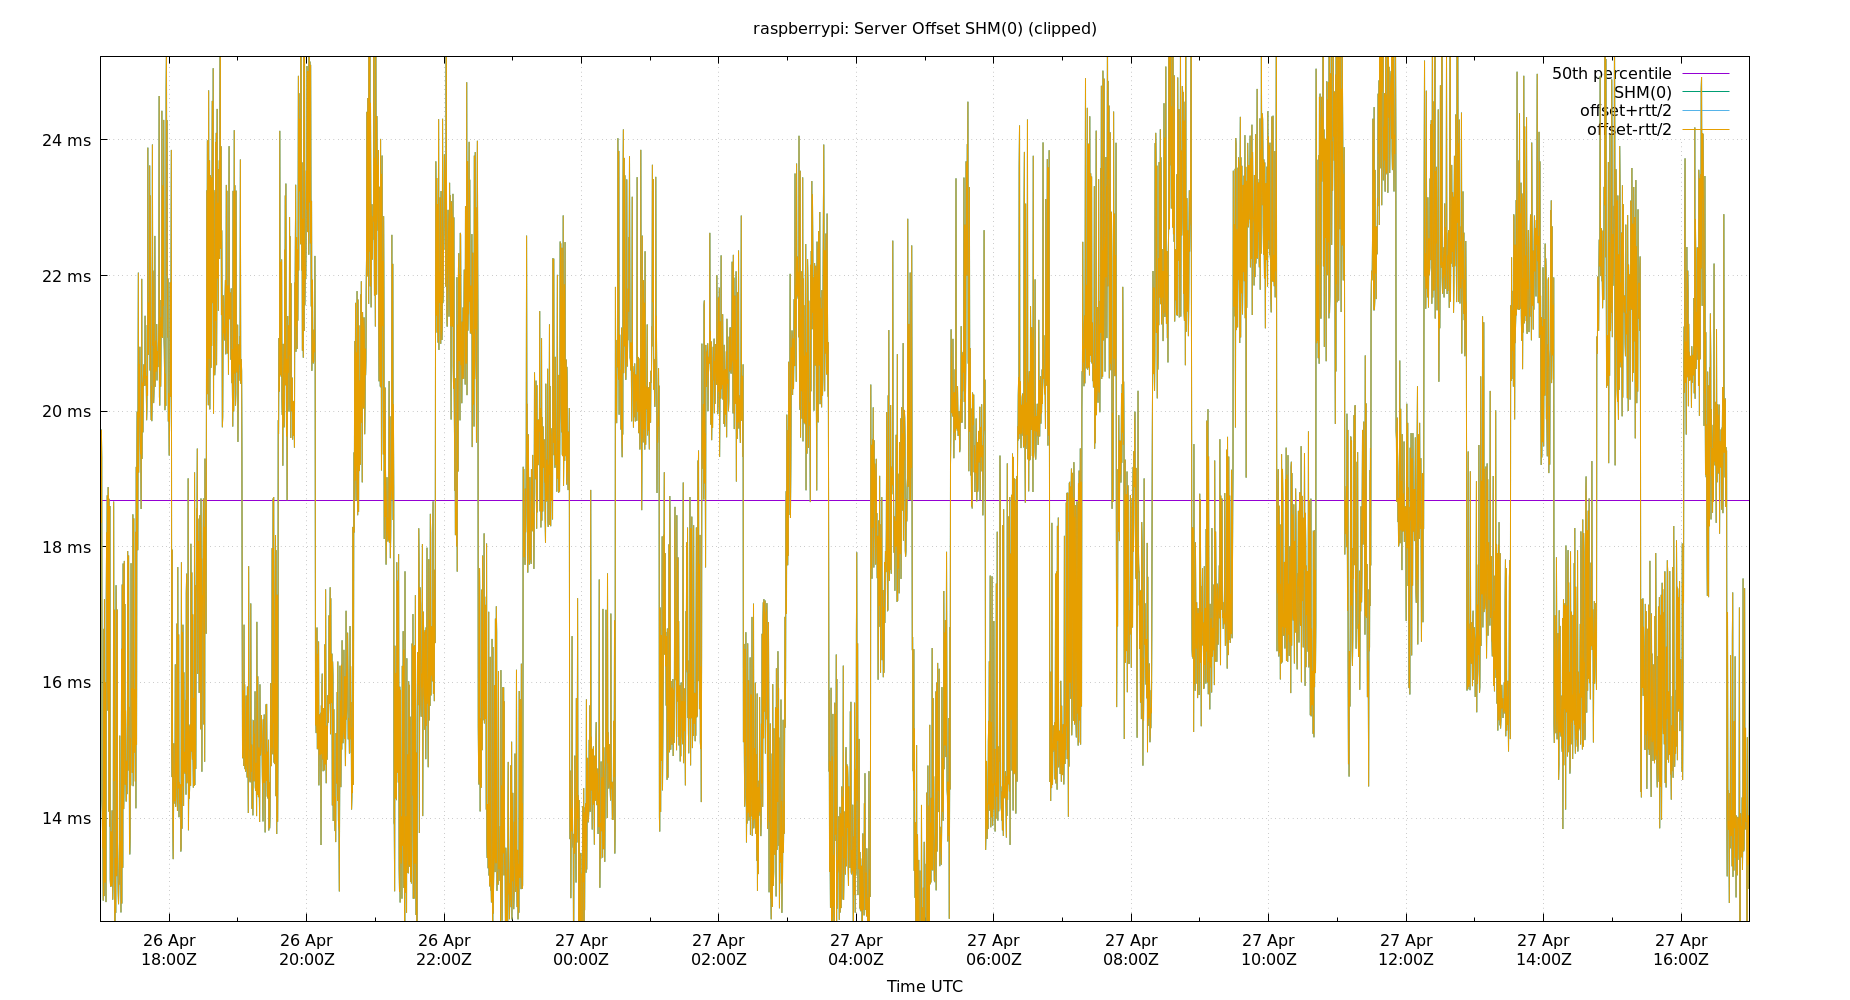 raspberrypi: Server Offset SHM(0) (clipped)
50th percentile
SHM(0)
offset+rtt/2
offset-rtt/2
24 ms
22 ms
20 ms
18 ms
16 ms
14 ms
26 Apr 26 Apr 26 Apr 27 Apr 27 Apr 27 Apr 27 Apr 27 Apr 27 Apr 27 Apr 27 Apr 27 Apr
18:00Z 20:00Z 22:00Z 00:00Z 02:00Z 04:00Z 06:00Z 08:00Z 10:00Z 12:00Z 14:00Z 16:00Z
Time UTC